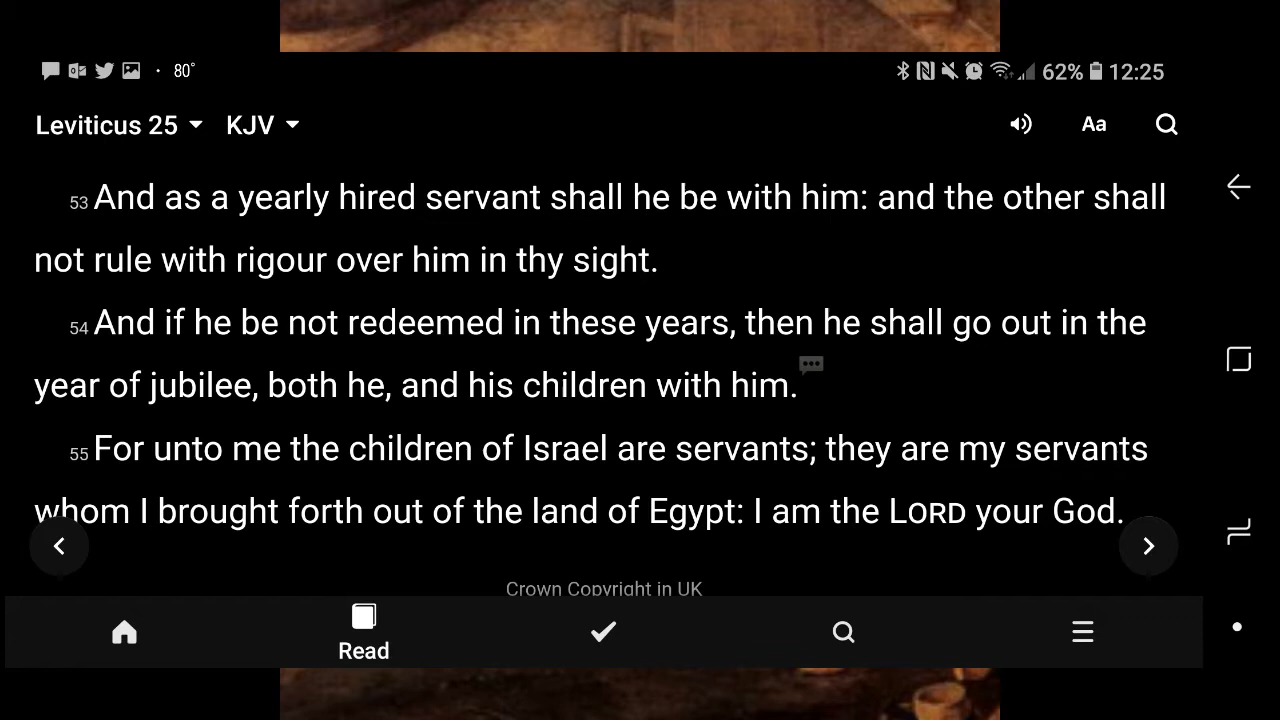 80° 62% 12:25
Leviticus 25 KJV Aa
53 And as a yearly hired servant shall he be with him: and the other shall
not rule with rigour over him in thy sight.
54 And if he be not redeemed in these years, then he shall go out in the
year of jubilee, both he, and his children with him.
55 For unto me the children of Israel are servants; they are my servants
whom I brought forth out of the land of Egypt: I am the LORD your God.
Crown Copyright in UK
Read